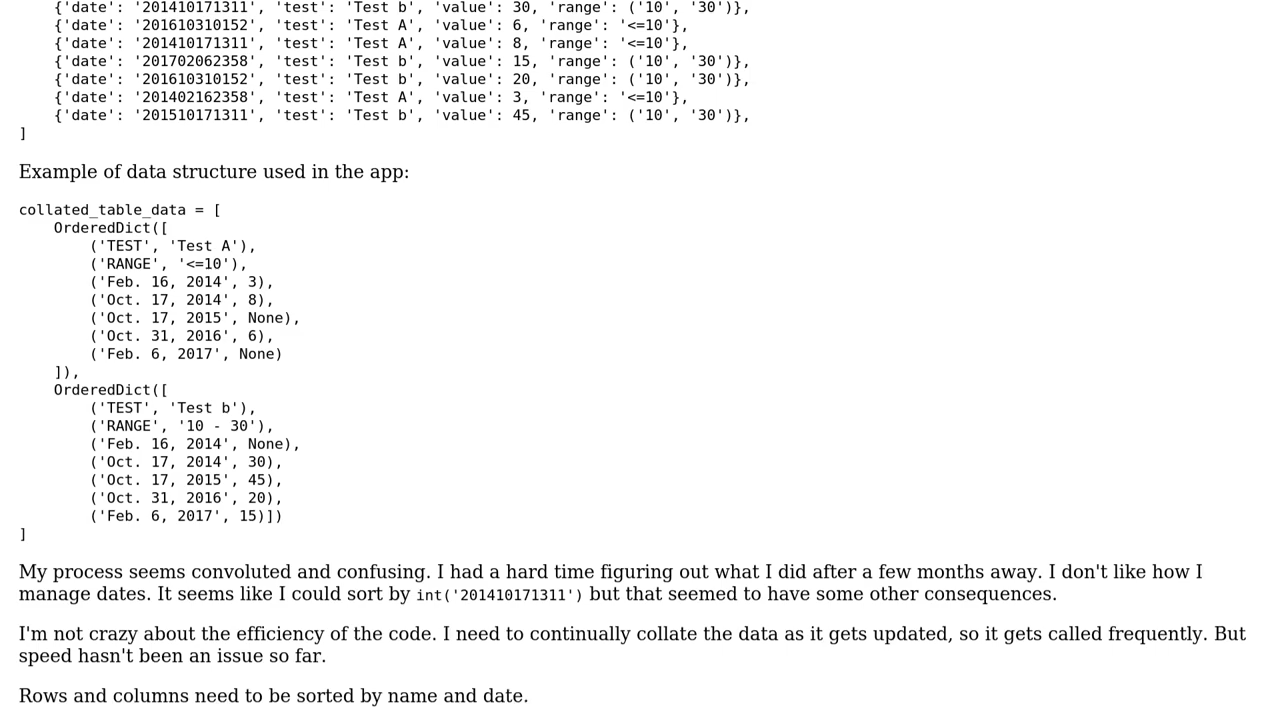 {'date': '201410171311', 'test': 'Test b', 'value': 30, 'range': ('10', '30')},
    {'date': '201610310152', 'test': 'Test A', 'value': 6, 'range': '<=10'},
    {'date': '201410171311', 'test': 'Test A', 'value': 8, 'range': '<=10'},
    {'date': '201702062358', 'test': 'Test b', 'value': 15, 'range': ('10', '30')},
    {'date': '201610310152', 'test': 'Test b', 'value': 20, 'range': ('10', '30')},
    {'date': '201402162358', 'test': 'Test A', 'value': 3, 'range': '<=10'},
    {'date': '201510171311', 'test': 'Test b', 'value': 45, 'range': ('10', '30')},
]
Example of data structure used in the app:
collated_table_data = [
    OrderedDict([
        ('TEST', 'Test A'),
        ('RANGE', '<=10'),
        ('Feb. 16, 2014', 3),
        ('Oct. 17, 2014', 8),
        ('Oct. 17, 2015', None),
        ('Oct. 31, 2016', 6),
        ('Feb. 6, 2017', None)
    ]),
    OrderedDict([
        ('TEST', 'Test b'),
        ('RANGE', '10 - 30'),
        ('Feb. 16, 2014', None),
        ('Oct. 17, 2014', 30),
        ('Oct. 17, 2015', 45),
        ('Oct. 31, 2016', 20),
        ('Feb. 6, 2017', 15)])
]
My process seems convoluted and confusing. I had a hard time figuring out what I did after a few months away. I don't like how I
manage dates. It seems like I could sort by int('201410171311') but that seemed to have some other consequences.
I'm not crazy about the efficiency of the code. I need to continually collate the data as it gets updated, so it gets called frequently. But
speed hasn't been an issue so far.
Rows and columns need to be sorted by name and date.